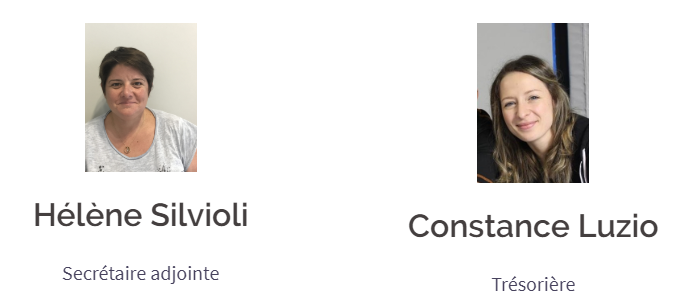 Hélène Silvioli
Secrétaire adjointe
Constance Luzio
Trésorière